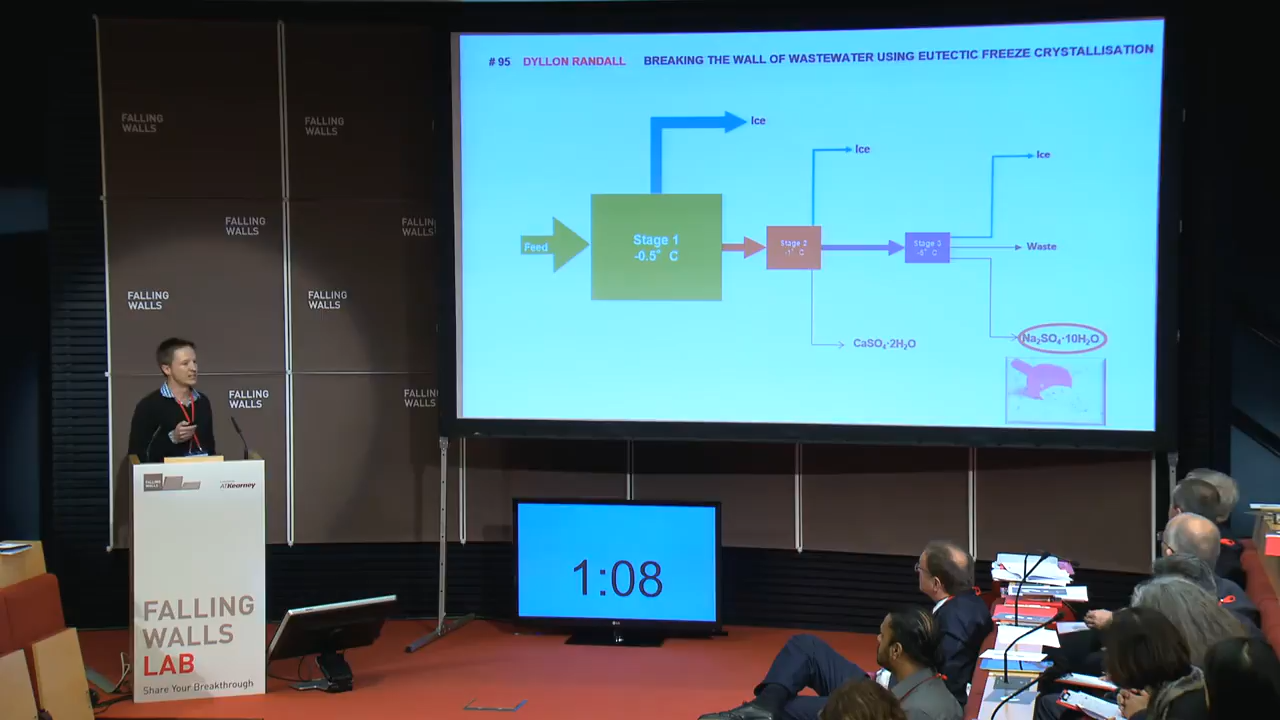 # 95 DYLLON RANDALL BREAKING THE WALL OF WASTEWATER USING EUTECTIC FREEZE CRYSTALLISATION
Ice
Ice
Ice
Feed
Stage 1
-0.5° C
Stage 2
Stage 3
Waste
CaSO₄·2H₂O
Na₂SO₄·10H₂O
FALLING
WALLS
FALLING
WALLS
FALLING
WALLS
FALLING
WALLS
FALLING
WALLS
FALLING
WALLS
FALLING
WALLS
FALLING
WALLS
FALLING
WALLS
ATKearney
FALLING
WALLS
LAB
Share Your Breakthrough
1:08
LG